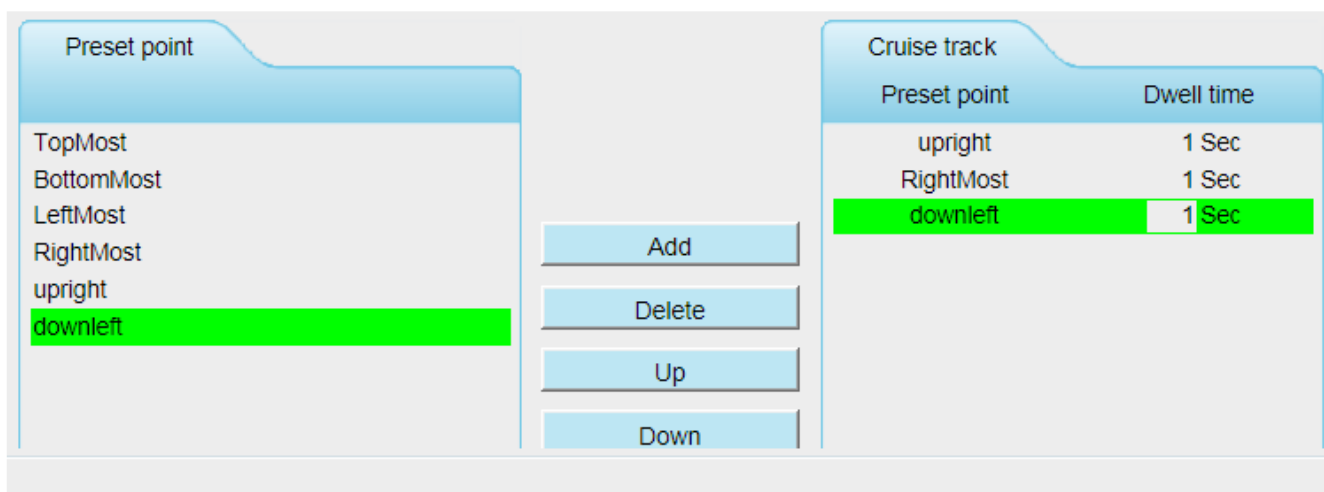 Preset point
TopMost
BottomMost
LeftMost
RightMost
upright
downleft
Add
Delete
Up
Down
Cruise track
Preset point Dwell time
upright 1 Sec
RightMost 1 Sec
downleft 1 Sec